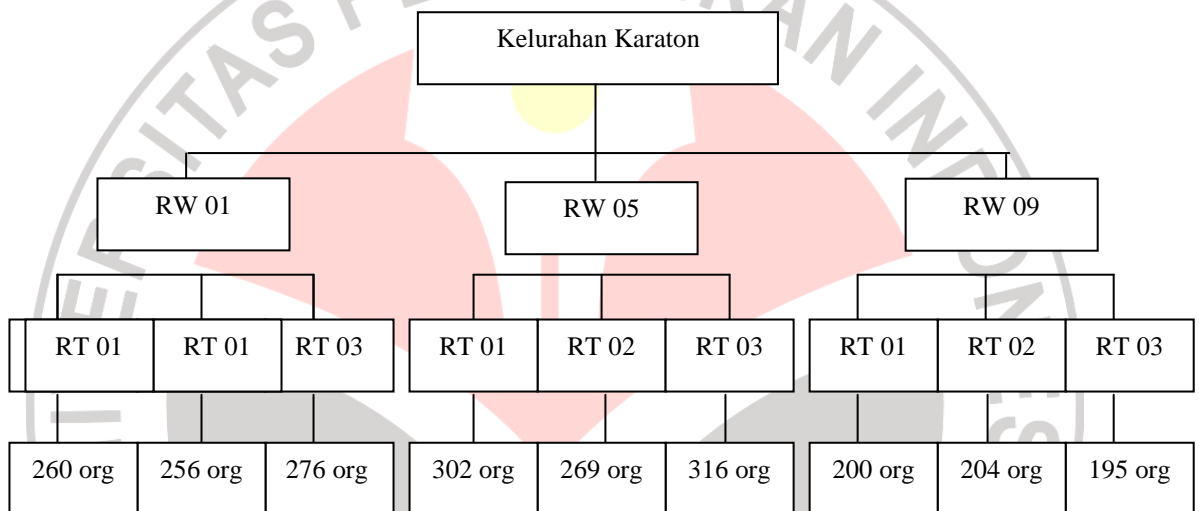 Kelurahan Karaton
RW 01
RW 05
RW 09
RT 01
RT 01
RT 03
RT 01
RT 02
RT 03
RT 01
RT 02
RT 03
260 org
256 org
276 org
302 org
269 org
316 org
200 org
204 org
195 org